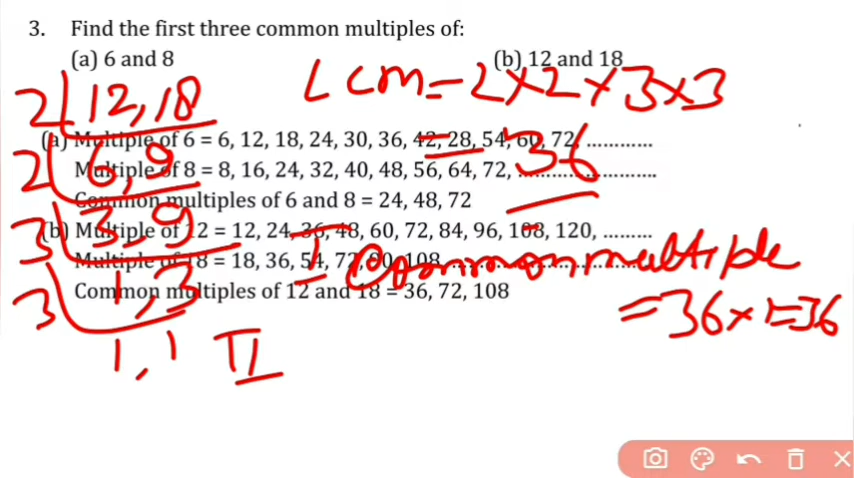 3. Find the first three common multiples of:
(a) 6 and 8 (b) 12 and 18
2 12, 18 LCM = 2×2×3×3
(a) Multiple of 6 = 6, 12, 18, 24, 30, 36, 42, 28, 54, 60, 72, .............
2 6, 9 = 36
Multiple of 8 = 8, 16, 24, 32, 40, 48, 56, 64, 72, ...........................
Common multiples of 6 and 8 = 24, 48, 72
3 3, 9
(b) Multiple of 12 = 12, 24, 36, 48, 60, 72, 84, 96, 108, 120, .........
I Common multiple
Multiple of 18 = 18, 36, 54, 72, 90, 108
3 1, 3 = 36 × 1 = 36
Common multiples of 12 and 18 = 36, 72, 108
1, 1 II